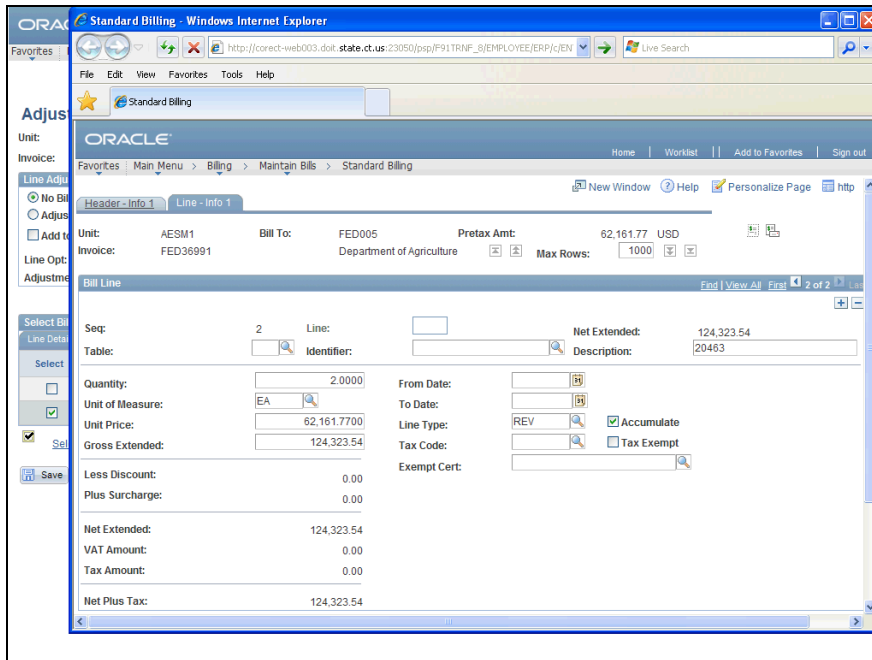 ORAC
Favorites
Adjust
Unit:
Invoice:
Line Adju
No Bil
Adjus
Add to
Line Opt:
Adjustme
Select Bil
Line Detai
Select
Sel
Save
Standard Billing - Windows Internet Explorer
http://corect-web003.doit.state.ct.us:23050/psp/F91TRNF_8/EMPLOYEE/ERP/c/EN
Live Search
File Edit View Favorites Tools Help
Standard Billing
ORACLE
Home | Worklist | | Add to Favorites | Sign out
Favorites Main Menu > Billing > Maintain Bills > Standard Billing
New Window Help Personalize Page http
Header - Info 1 Line - Info 1
Unit: AESM1 Bill To: FED005 Pretax Amt: 62,161.77 USD
Invoice: FED36991 Department of Agriculture Max Rows: 1000
Bill Line Find | View All First 2 of 2 Las
Seq: 2 Line: Net Extended: 124,323.54
Table: Identifier: Description: 20463
Quantity: 2.0000 From Date: 31
Unit of Measure: EA To Date: 31
Unit Price: 62,161.7700 Line Type: REV Accumulate
Gross Extended: 124,323.54 Tax Code: Tax Exempt
Exempt Cert:
Less Discount: 0.00
Plus Surcharge: 0.00
Net Extended: 124,323.54
VAT Amount: 0.00
Tax Amount: 0.00
Net Plus Tax: 124,323.54